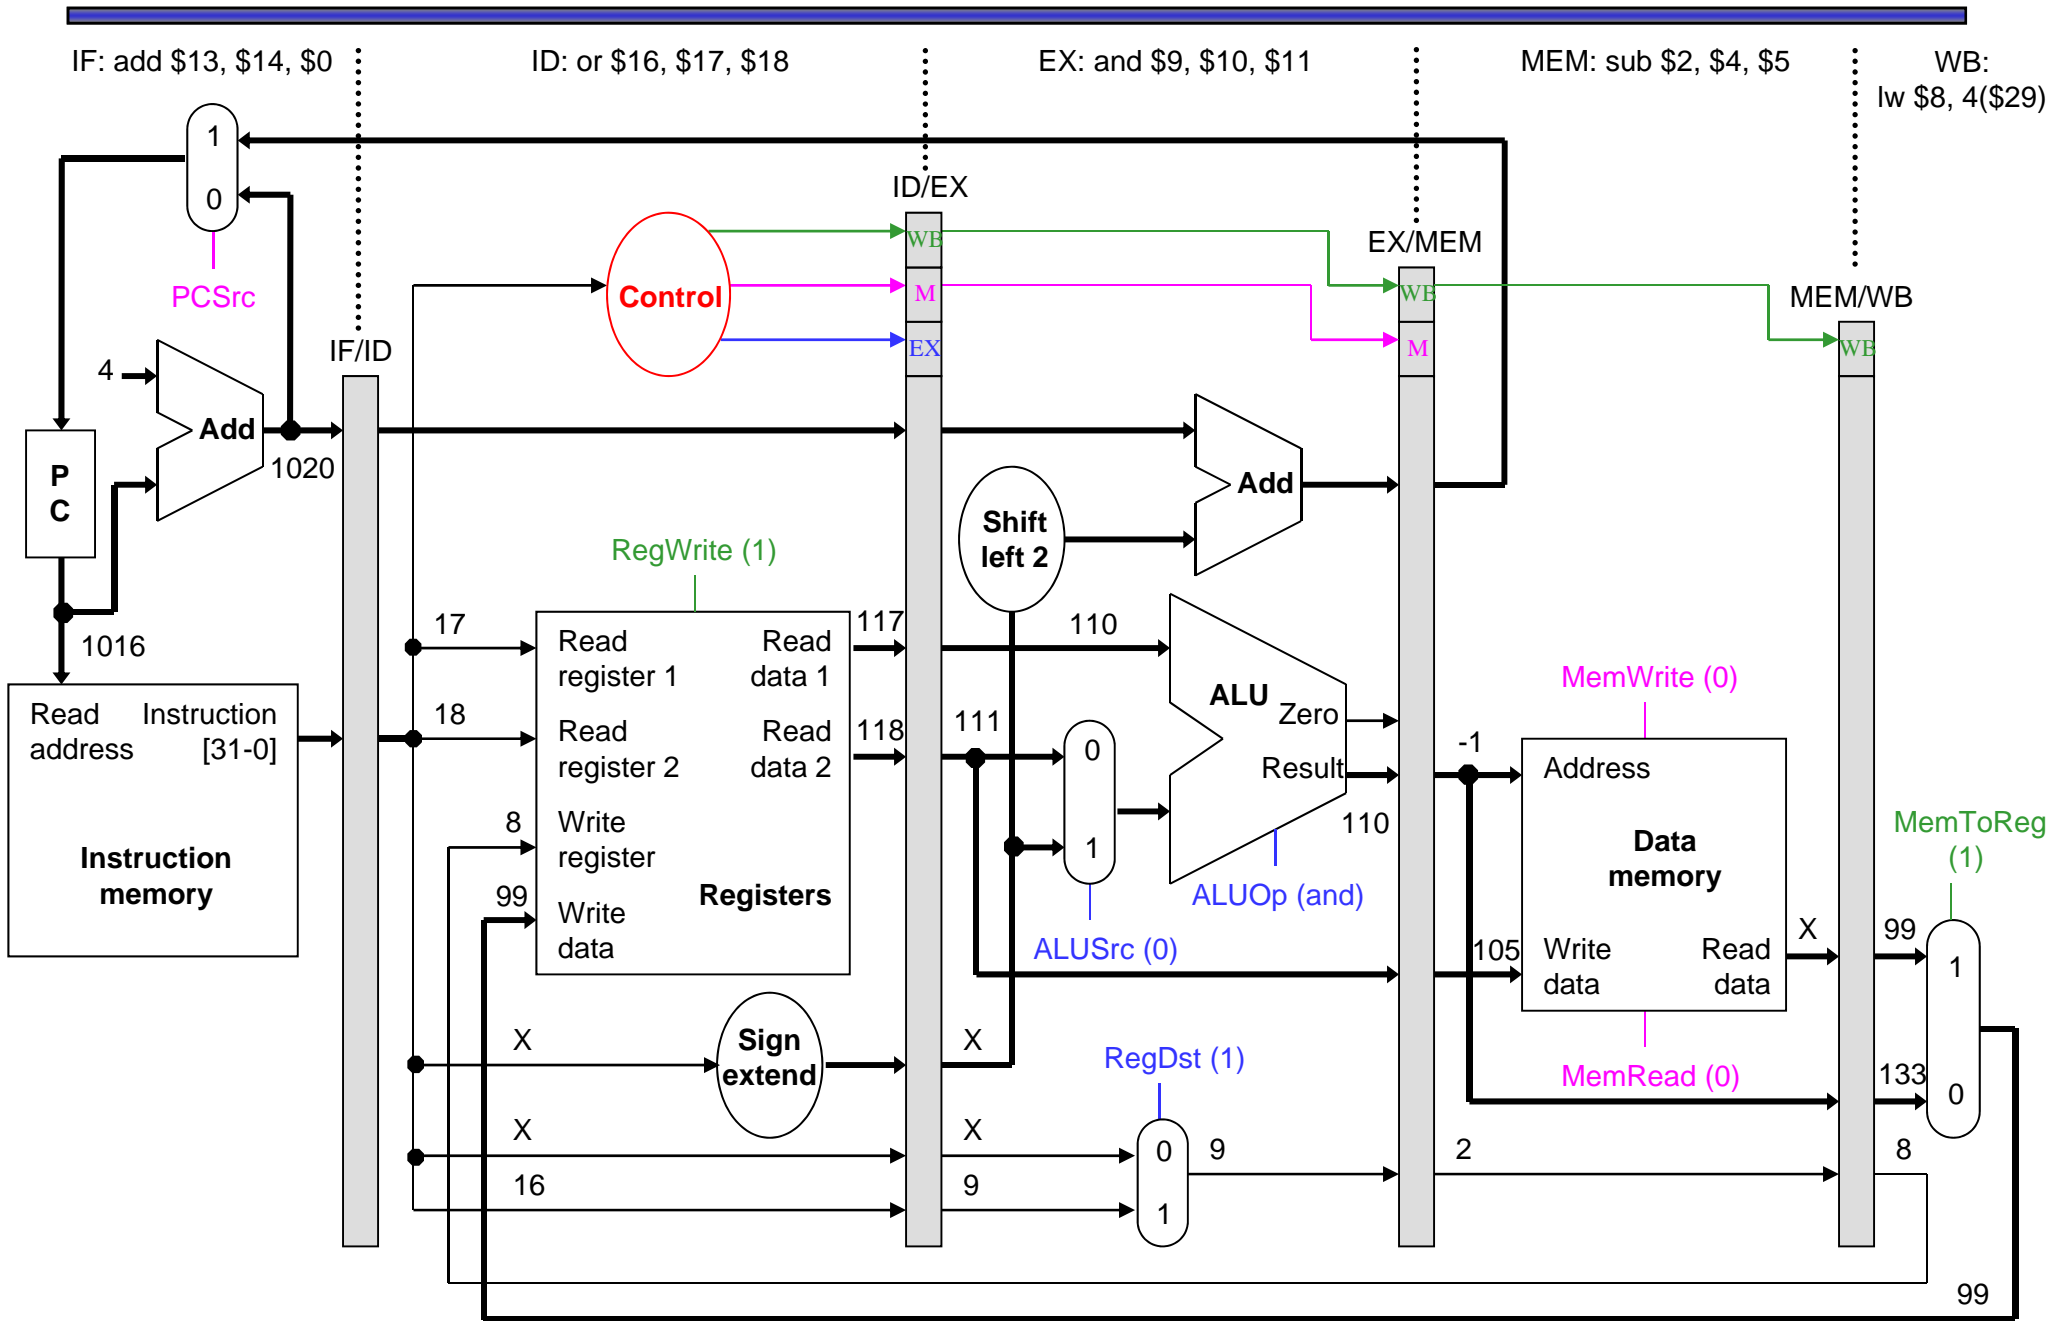 IF: add $13, $14, $0
ID: or $16, $17, $18
EX: and $9, $10, $11
MEM: sub $2, $4, $5
WB:
lw $8, 4($29)
1
0
PCSrc
4
Add
1020
P
C
1016
Read
address
Instruction
[31-0]
Instruction
memory
IF/ID
Control
ID/EX
WB
M
EX
EX/MEM
WB
M
MEM/WB
WB
RegWrite (1)
17
18
8
99
Read
register 1
Read
data 1
Read
register 2
Read
data 2
Write
register
Write
data
Registers
117
118
X
Sign
extend
X
16
Shift
left 2
Add
110
111
0
1
ALUSrc (0)
ALU
Zero
Result
110
ALUOp (and)
X
X
9
RegDst (1)
0
1
9
-1
105
MemWrite (0)
Address
Data
memory
Write
data
Read
data
MemRead (0)
X
2
MemToReg
(1)
99
1
133
0
8
99